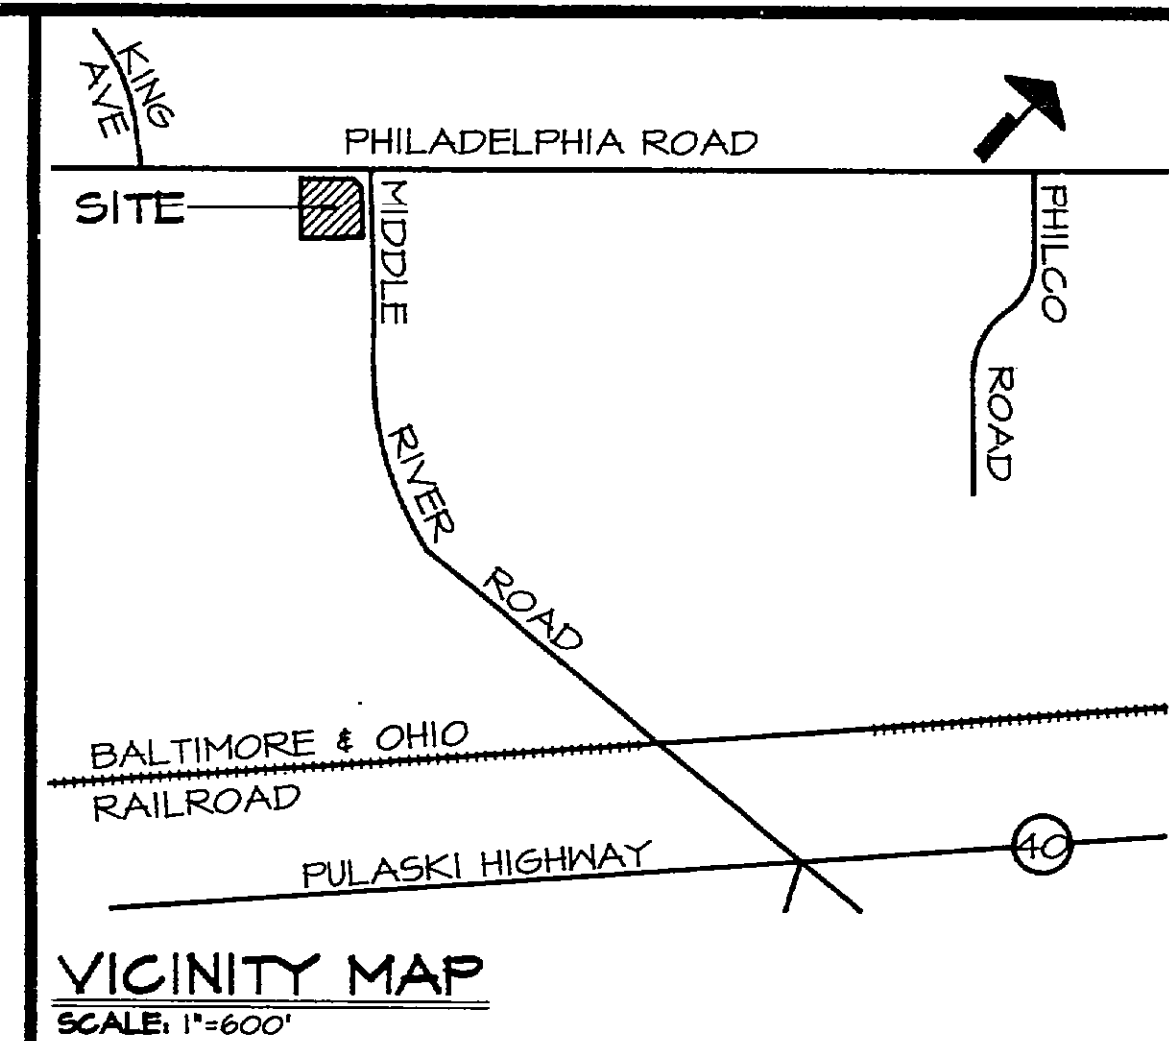 KING
AVE
PHILADELPHIA ROAD
SITE
MIDDLE
RIVER
ROAD
PHILCO
ROAD
BALTIMORE & OHIO
RAILROAD
PULASKI HIGHWAY
40
VICINITY MAP
SCALE: 1"=600'